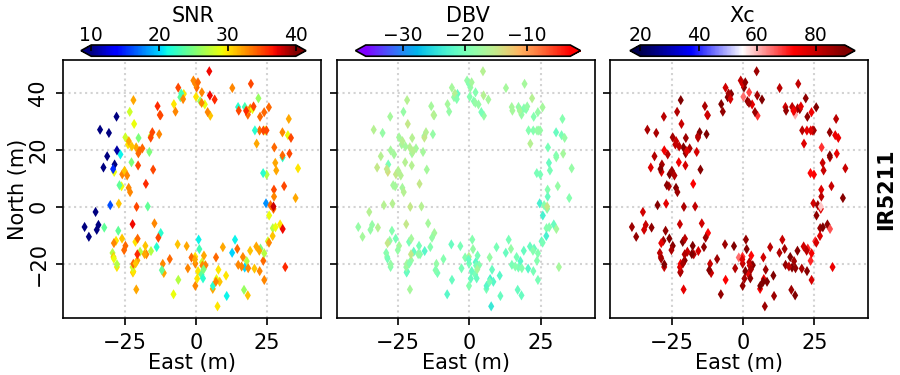 SNR DBV Xc
10 20 30 40 −30 −20 −10 20 40 60 80
40
20
0
−20
North (m)
IR5211
−25 0 25 −25 0 25 −25 0 25
East (m) East (m) East (m)